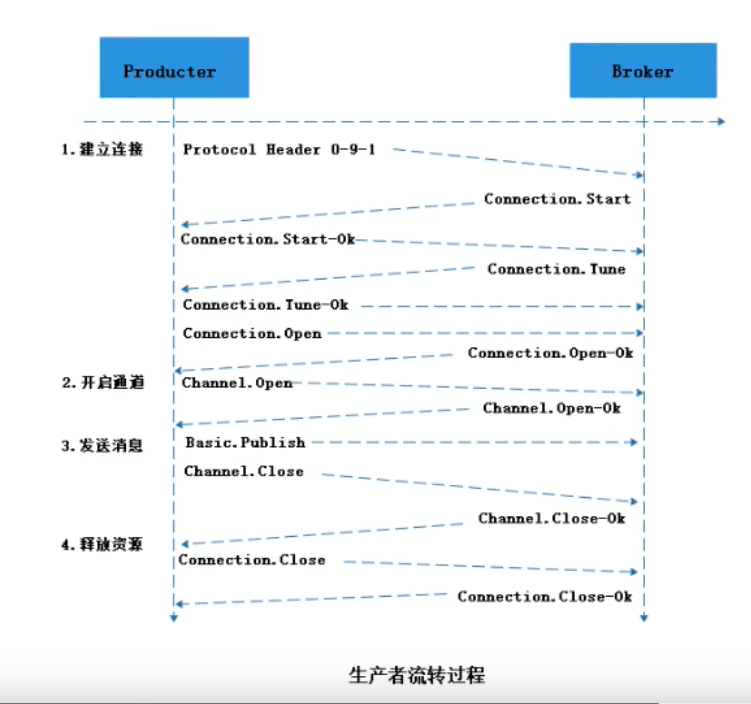 Producter
Broker
1.建立连接
Protocol Header 0-9-1
Connection.Start
Connection.Start-Ok
Connection.Tune
Connection.Tune-Ok
Connection.Open
Connection.Open-Ok
2.开启通道
Channel.Open
Channel.Open-Ok
3.发送消息
Basic.Publish
Channel.Close
Channel.Close-Ok
4.释放资源
Connection.Close
Connection.Close-Ok
生产者流转过程